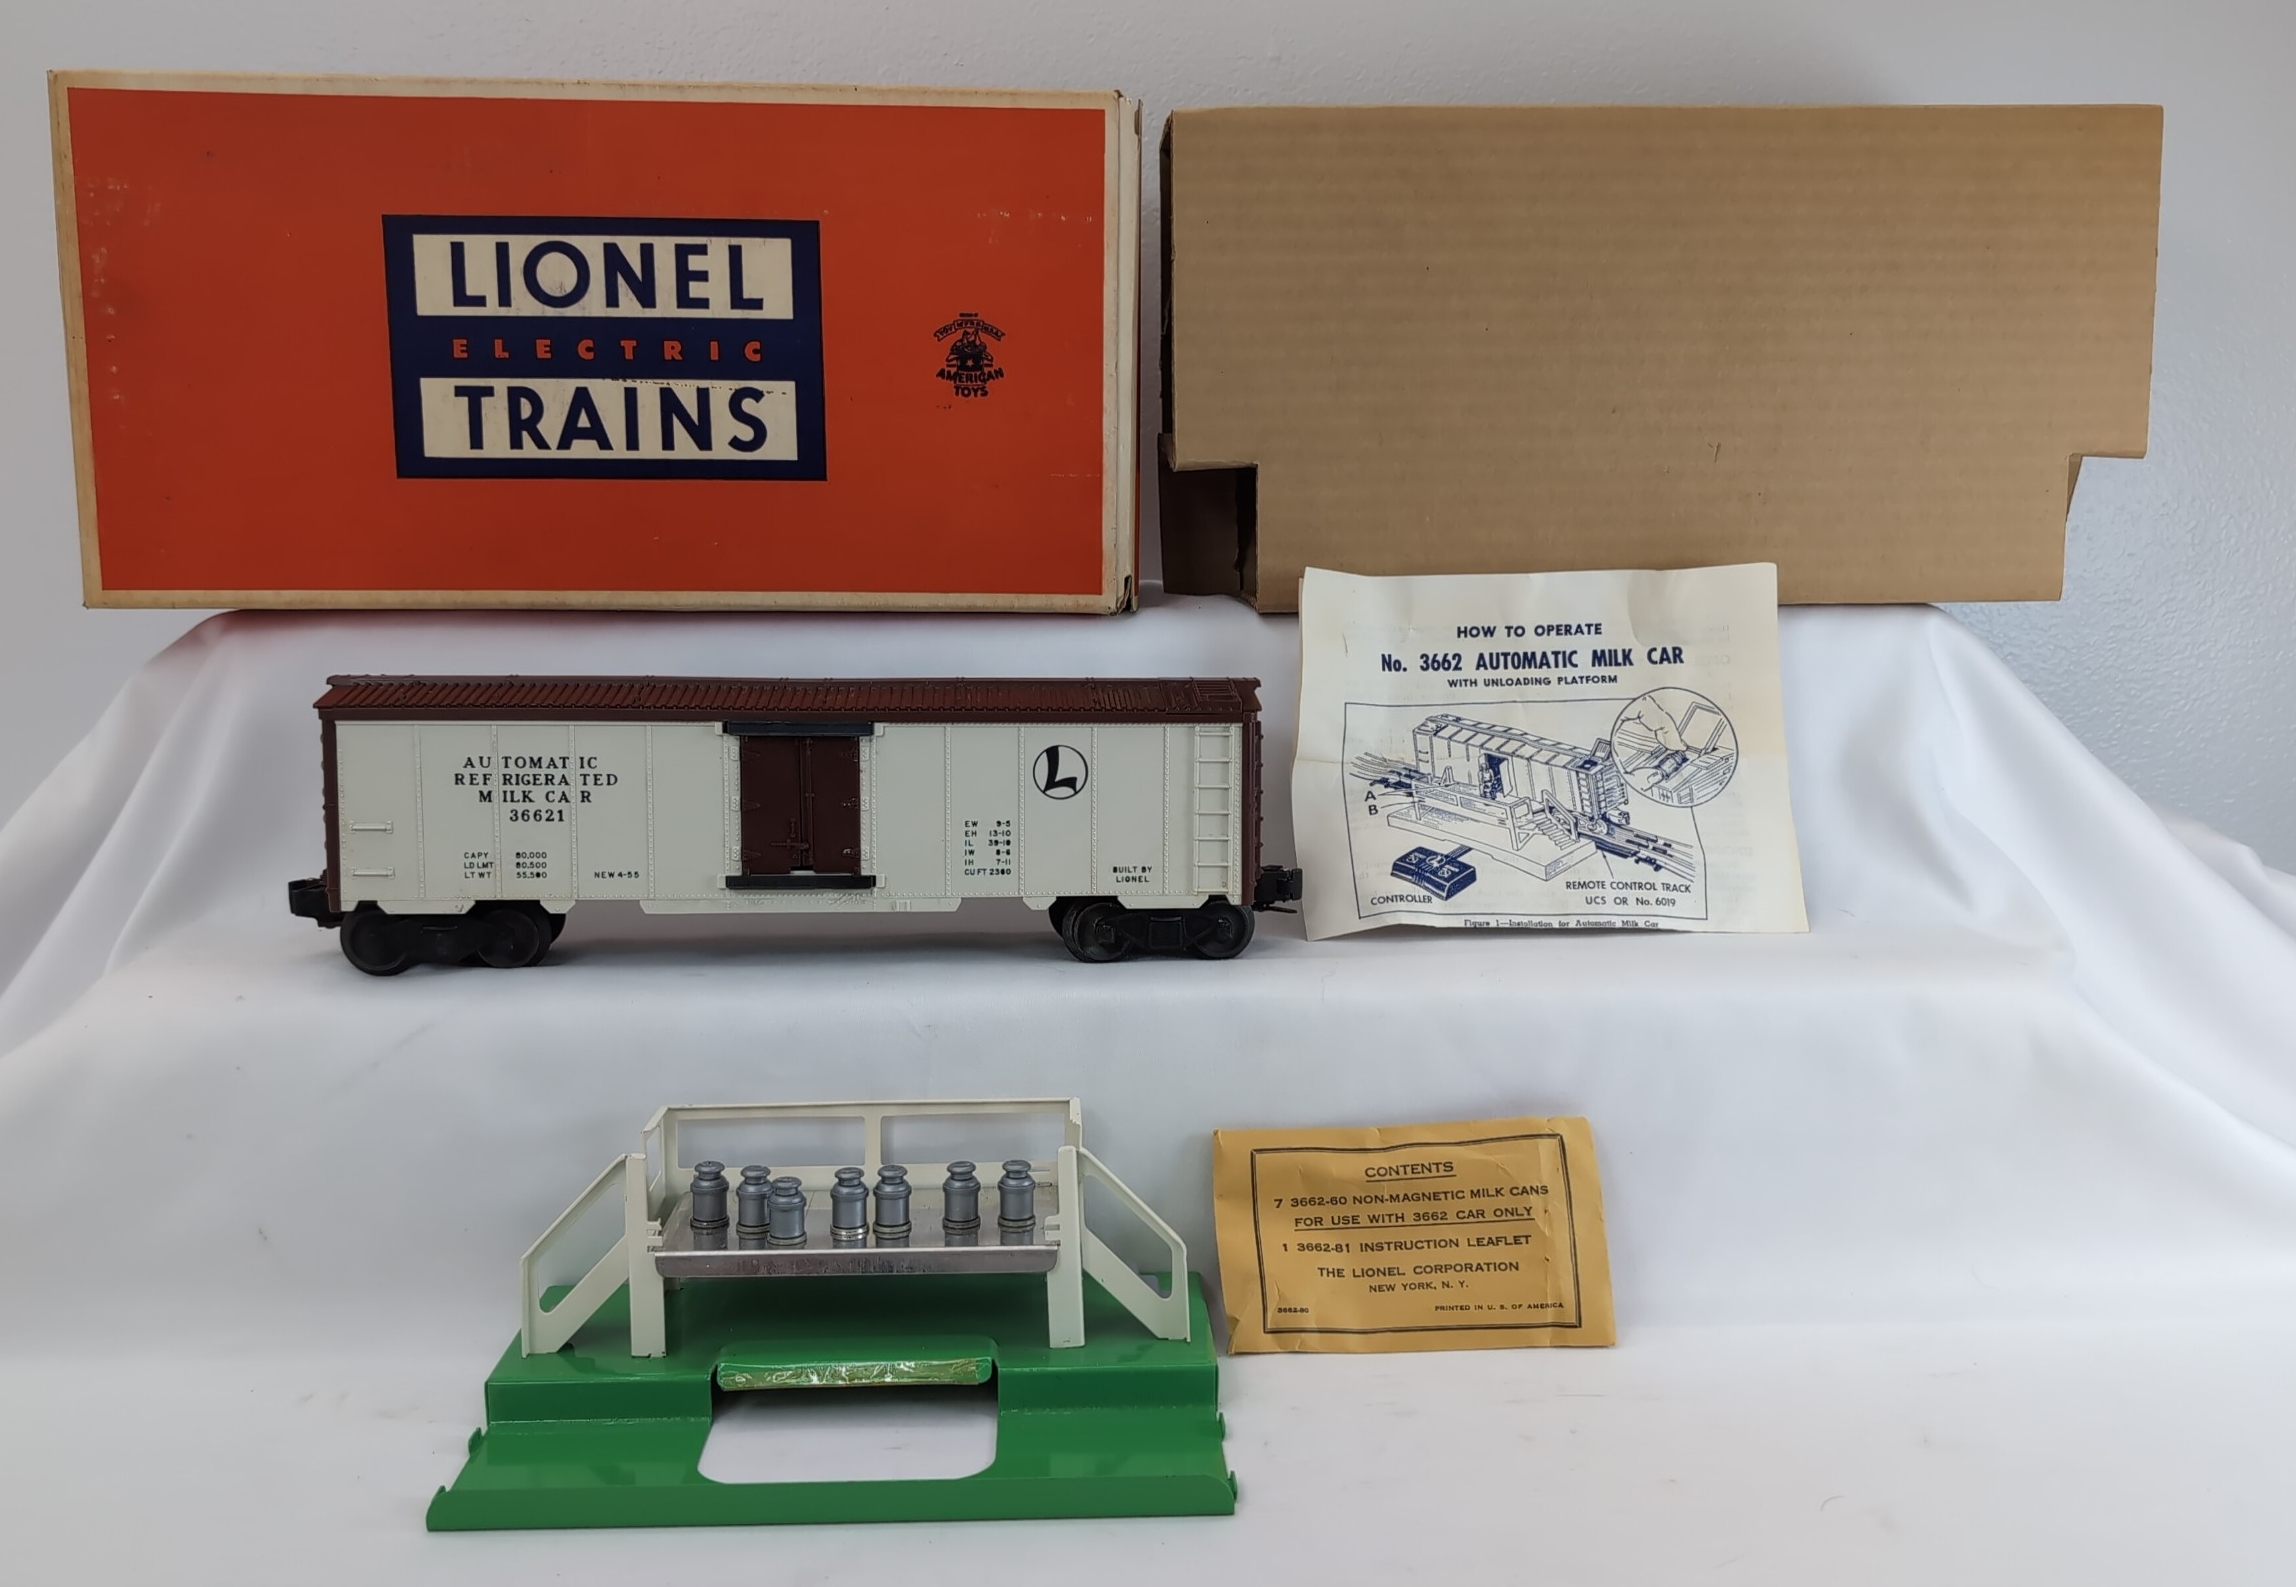 LIONEL
ELECTRIC
TRAINS
AMERICAN
TOYS
HOW TO OPERATE
No. 3662 AUTOMATIC MILK CAR
WITH UNLOADING PLATFORM
A
B
CONTROLLER
REMOTE CONTROL TRACK
UCS OR No. 6019
Figure 1—Installation for Automatic Milk Car
AUTOMATIC
REFRIGERATED
MILK CAR
36621
CAPY 80,000
LD LMT 80,500
LT WT 55,500
NEW 4-55
L
EW 9-5
EH 13-10
IL 39-10
IW 8-6
IH 7-11
CU FT 2380
BUILT BY
LIONEL
CONTENTS
7 3662-60 NON-MAGNETIC MILK CANS
FOR USE WITH 3662 CAR ONLY
1 3662-81 INSTRUCTION LEAFLET
THE LIONEL CORPORATION
NEW YORK, N. Y.
3662-80 PRINTED IN U. S. OF AMERICA